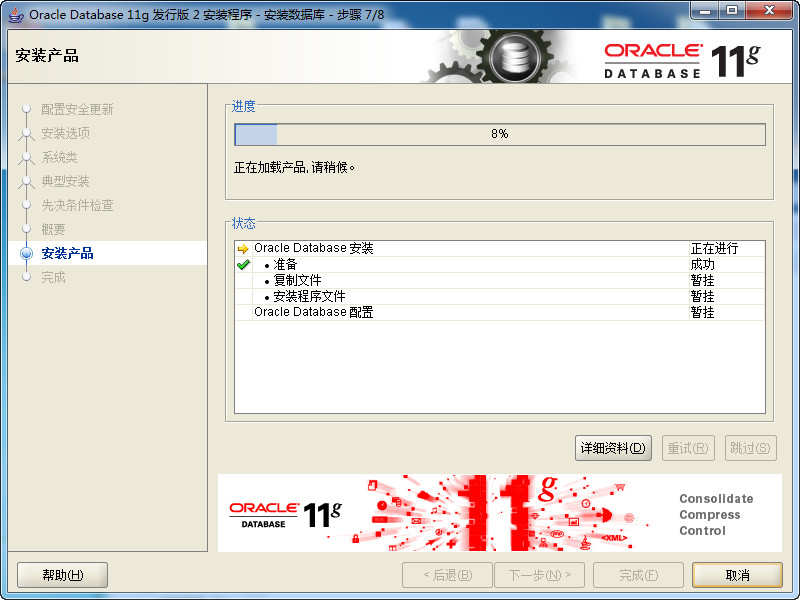 Oracle Database 11g 发行版 2 安装程序 - 安装数据库 - 步骤 7/8
安装产品
ORACLE
DATABASE
11g
配置安全更新
安装选项
系统类
典型安装
先决条件检查
概要
安装产品
完成
进度
8%
正在加载产品, 请稍候。
状态
Oracle Database 安装 正在进行
准备 成功
复制文件 暂挂
安装程序文件 暂挂
Oracle Database 配置 暂挂
详细资料(D) 重试(R) 跳过(S)
ORACLE
DATABASE
11g
11g
<XML>
Consolidate
Compress
Control
帮助(H) < 后退(B) 下一步(N) > 完成(F) 取消